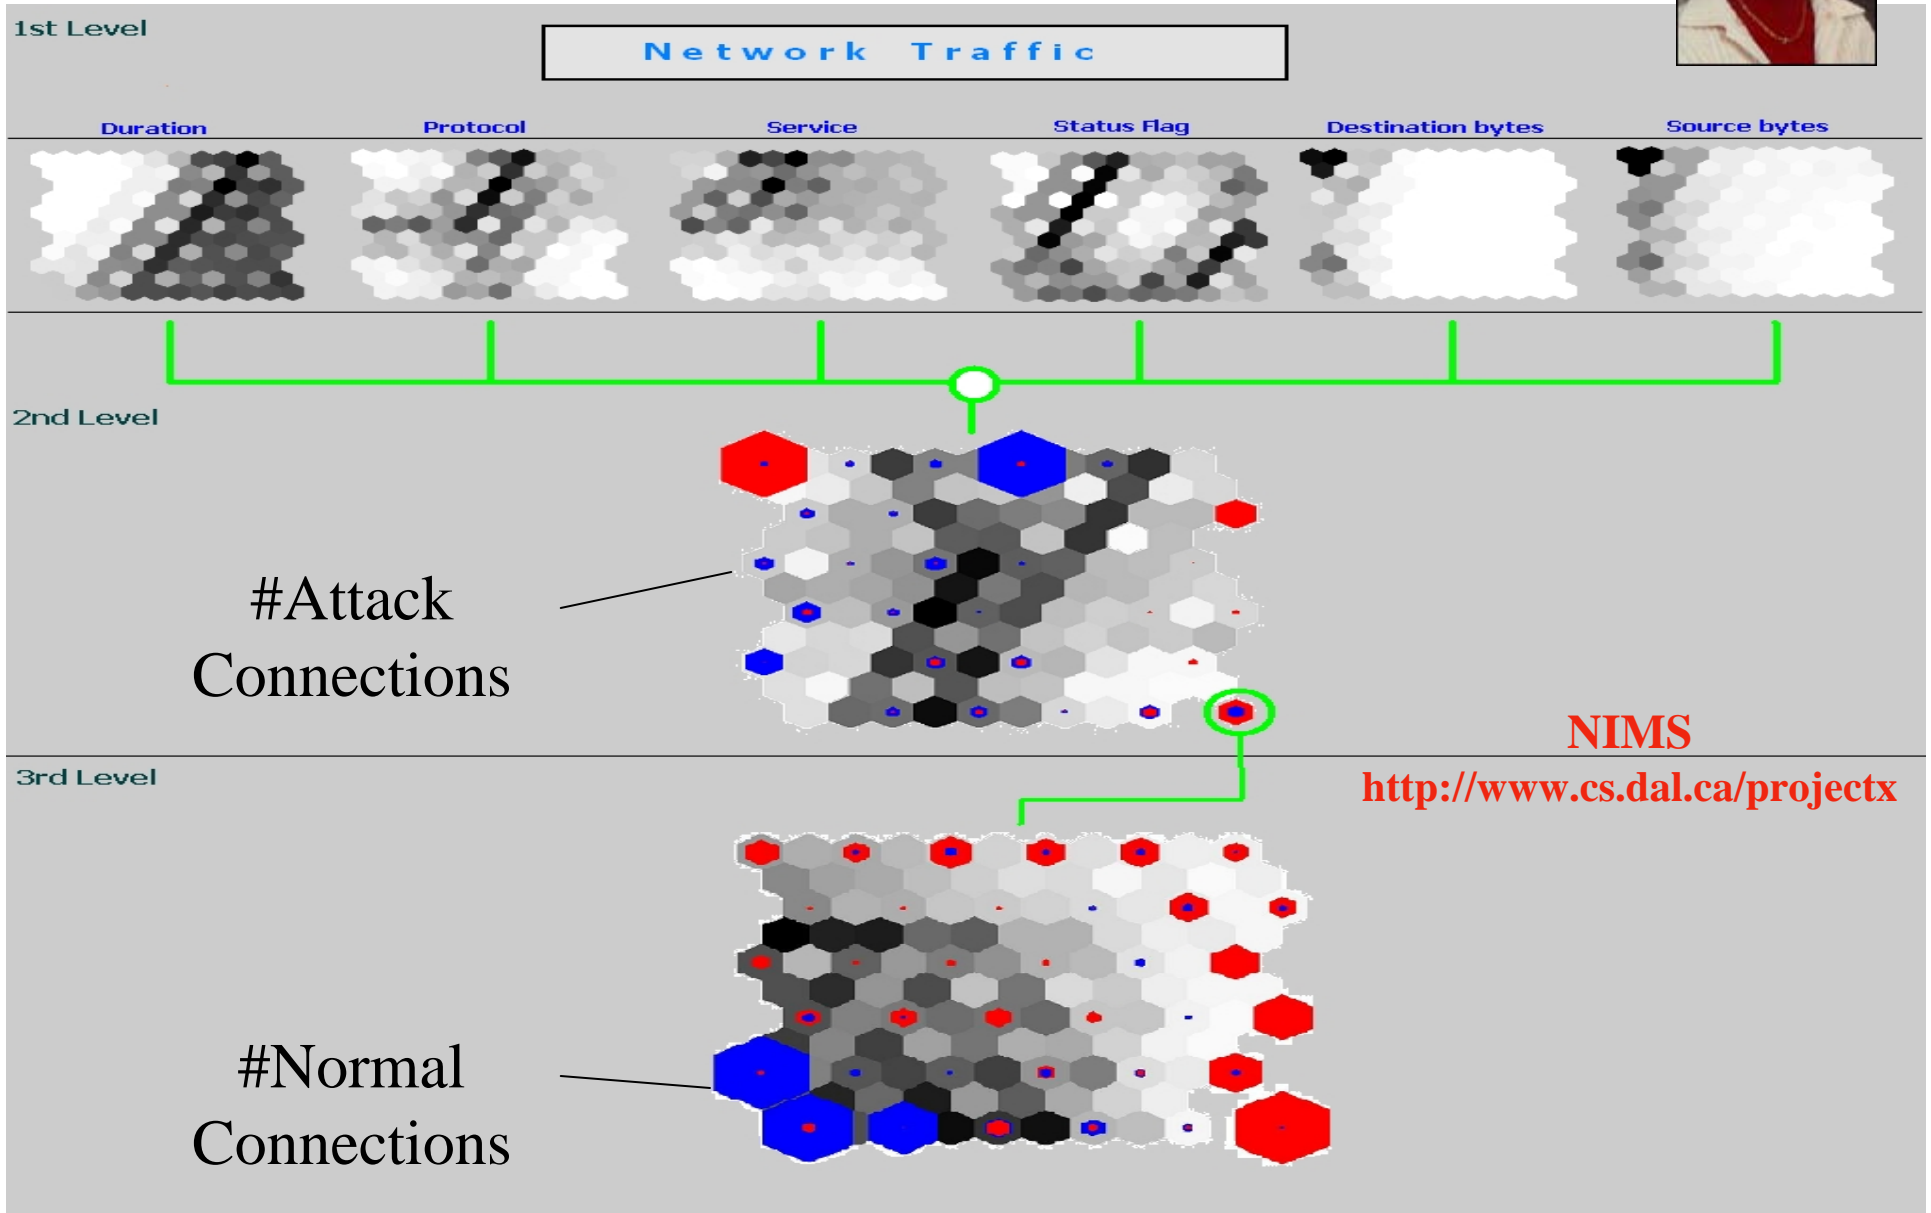 1st Level
Network Traffic
Duration
Protocol
Service
Status Flag
Destination bytes
Source bytes
2nd Level
#Attack
Connections
NIMS
http://www.cs.dal.ca/projectx
3rd Level
#Normal
Connections